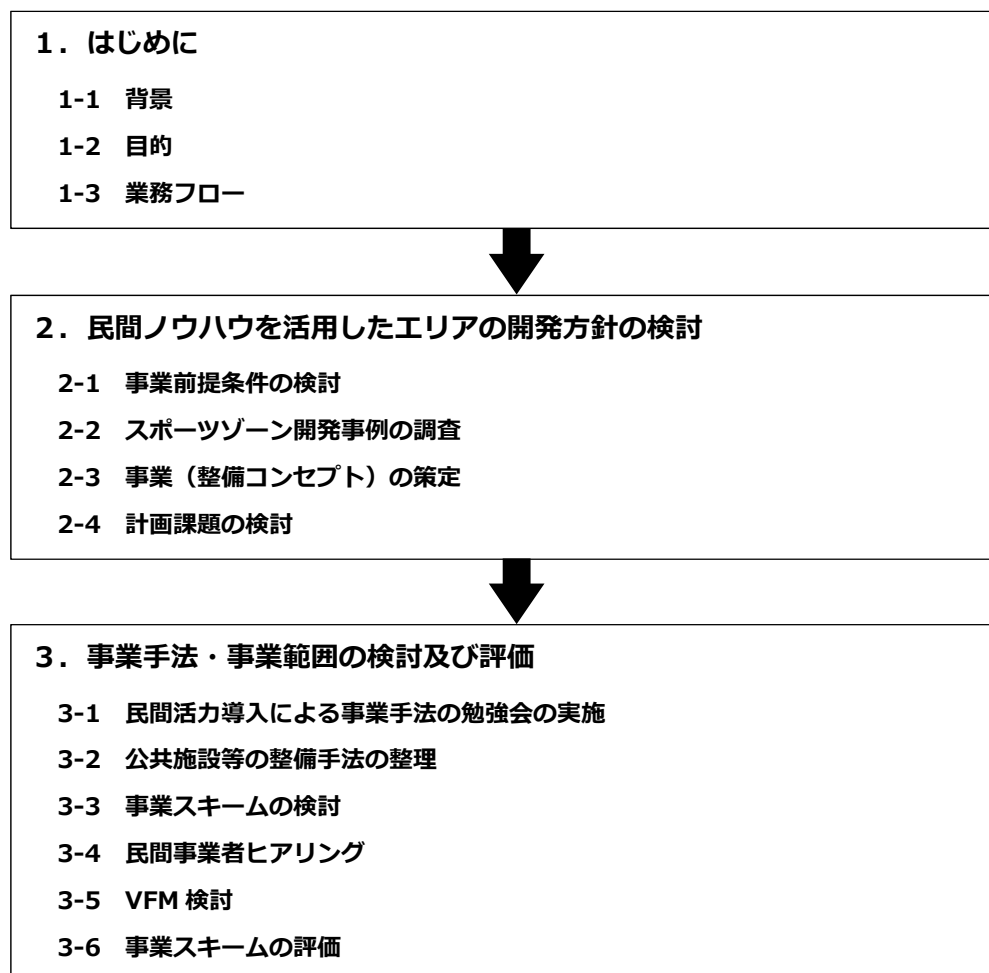 1．はじめに
1-1　背景
1-2　目的
1-3　業務フロー
2．民間ノウハウを活用したエリアの開発方針の検討
2-1　事業前提条件の検討
2-2　スポーツゾーン開発事例の調査
2-3　事業（整備コンセプト）の策定
2-4　計画課題の検討
3．事業手法・事業範囲の検討及び評価
3-1　民間活力導入による事業手法の勉強会の実施
3-2　公共施設等の整備手法の整理
3-3　事業スキームの検討
3-4　民間事業者ヒアリング
3-5　VFM 検討
3-6　事業スキームの評価